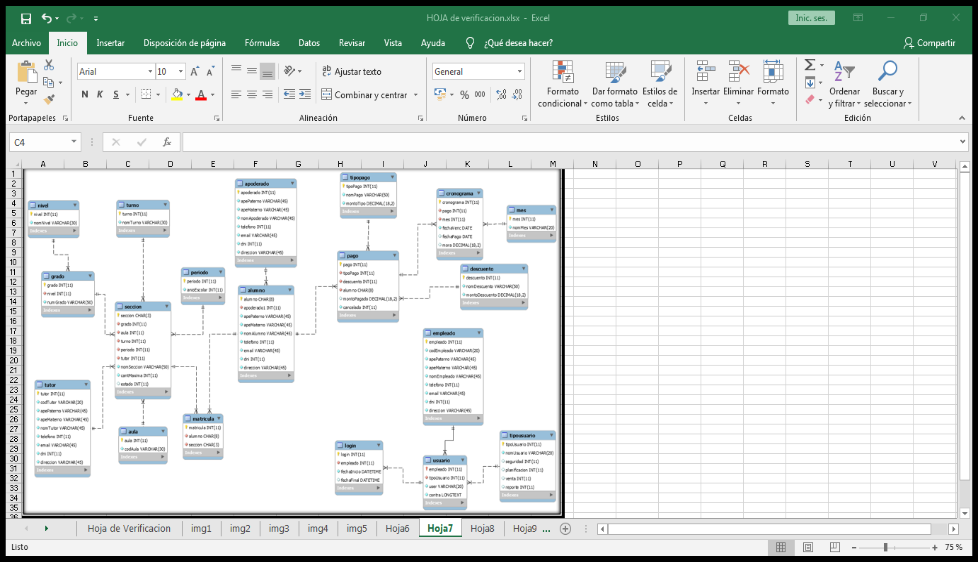 HOJA de verificacion.xlsx - Excel
Inic. ses.
Archivo Inicio Insertar Disposición de página Fórmulas Datos Revisar Vista Ayuda ¿Qué desea hacer? Compartir
Pegar
Arial 10
N K S
Ajustar texto
Combinar y centrar
General
% 000
Formato condicional
Dar formato como tabla
Estilos de celda
Insertar Eliminar Formato
Ordenar y filtrar
Buscar y seleccionar
Portapapeles Fuente Alineación Número Estilos Celdas Edición
C4
fx
A B C D E F G H I J K L M N O P Q R S T U V
1
2
3
4
5
6
7
8
9
10
11
12
13
14
15
16
17
18
19
20
21
22
23
24
25
26
27
28
29
30
31
32
33
34
35
nivel
nivel INT(11)
nomNivel VARCHAR(20)
Indexes
turno
turno INT(11)
nomTurno VARCHAR(50)
Indexes
apoderado
apoderado INT(11)
apePaterno VARCHAR(45)
apeMaterno VARCHAR(45)
nomApoderado VARCHAR(45)
telefono INT(11)
email VARCHAR(45)
dni INT(11)
direccion VARCHAR(45)
Indexes
tipopago
tipoPago INT(11)
nomPago VARCHAR(50)
montoTipo DECIMAL(18,2)
Indexes
cronograma
cronograma INT(11)
pago INT(11)
mes INT(11)
fechaVenc DATE
fechaPago DATE
mora DECIMAL(18,2)
Indexes
mes
mes INT(11)
nomMes VARCHAR(20)
Indexes
grado
grado INT(11)
nivel INT(11)
numGrado VARCHAR(50)
Indexes
periodo
periodo INT(11)
anoEscolar INT(11)
Indexes
pago
pago INT(11)
tipoPago INT(11)
descuento INT(11)
alumno CHAR(8)
montoPagado DECIMAL(18,2)
cancelado INT(11)
Indexes
descuento
descuento INT(11)
nomDescuento VARCHAR(50)
montoDescuento DECIMAL(18,2)
Indexes
seccion
seccion CHAR(3)
grado INT(11)
aula INT(11)
turno INT(11)
periodo INT(11)
tutor INT(11)
nomSeccion VARCHAR(50)
cantMaxima INT(11)
estado INT(11)
Indexes
alumno
alumno CHAR(8)
apoderado1 INT(11)
apePaterno VARCHAR(45)
apeMaterno VARCHAR(45)
nomAlumno VARCHAR(45)
telefono INT(11)
email VARCHAR(45)
dni INT(11)
direccion VARCHAR(45)
Indexes
empleado
empleado INT(11)
codEmpleado VARCHAR(20)
apePaterno VARCHAR(45)
apeMaterno VARCHAR(45)
nomEmpleado VARCHAR(45)
telefono INT(11)
email VARCHAR(45)
dni INT(11)
direccion VARCHAR(45)
Indexes
tutor
tutor INT(11)
codTutor VARCHAR(20)
apePaterno VARCHAR(45)
apeMaterno VARCHAR(45)
nomTutor VARCHAR(45)
telefono INT(11)
email VARCHAR(45)
dni INT(11)
direccion VARCHAR(45)
Indexes
aula
aula INT(11)
codAula VARCHAR(30)
Indexes
matricula
matricula INT(11)
alumno CHAR(8)
seccion CHAR(3)
Indexes
login
login INT(11)
empleado INT(11)
fechaInicio DATETIME
fechaFinal DATETIME
Indexes
usuario
empleado INT(11)
tipousuario INT(11)
user VARCHAR(20)
contra LONGTEXT
Indexes
tipousuario
tipousuario INT(11)
nomUsuario VARCHAR(20)
seguridad INT(11)
planificacion INT(11)
venta INT(11)
reporte INT(11)
Indexes
Hoja de Verificacion img1 img2 img3 img4 img5 Hoja6 Hoja7 Hoja8 Hoja9 ...
Listo 75 %